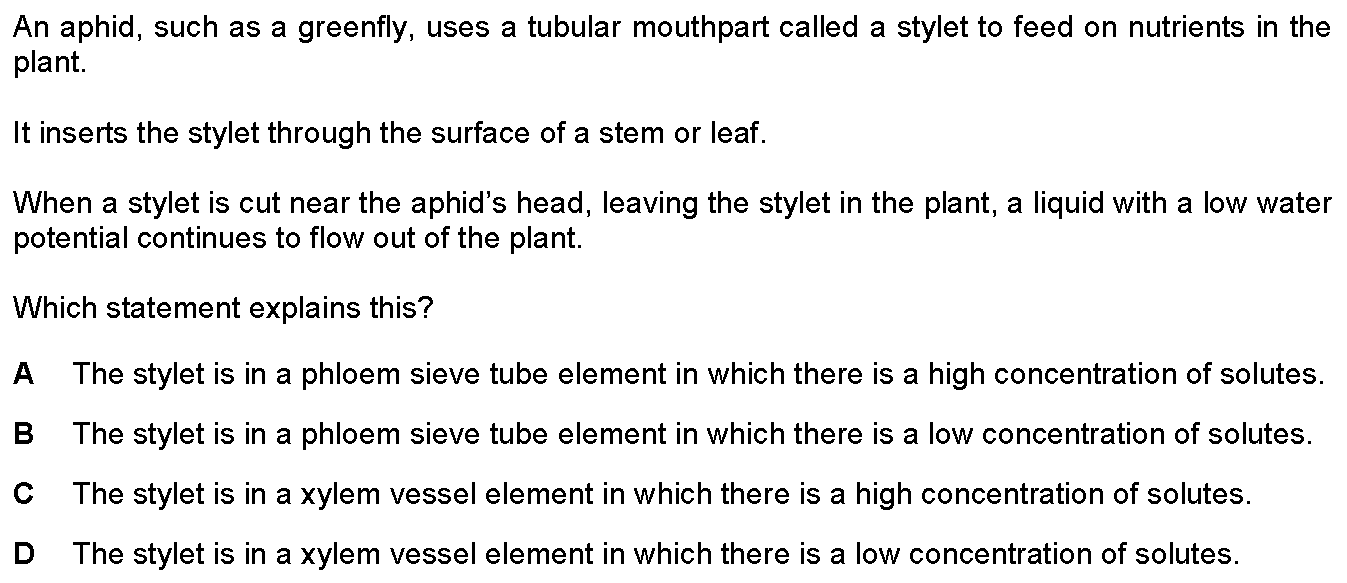 An aphid, such as a greenfly, uses a tubular mouthpart called a stylet to feed on nutrients in the
plant.
It inserts the stylet through the surface of a stem or leaf.
When a stylet is cut near the aphid's head, leaving the stylet in the plant, a liquid with a low water
potential continues to flow out of the plant.
Which statement explains this?
A The stylet is in a phloem sieve tube element in which there is a high concentration of solutes.
B The stylet is in a phloem sieve tube element in which there is a low concentration of solutes.
C The stylet is in a xylem vessel element in which there is a high concentration of solutes.
D The stylet is in a xylem vessel element in which there is a low concentration of solutes.